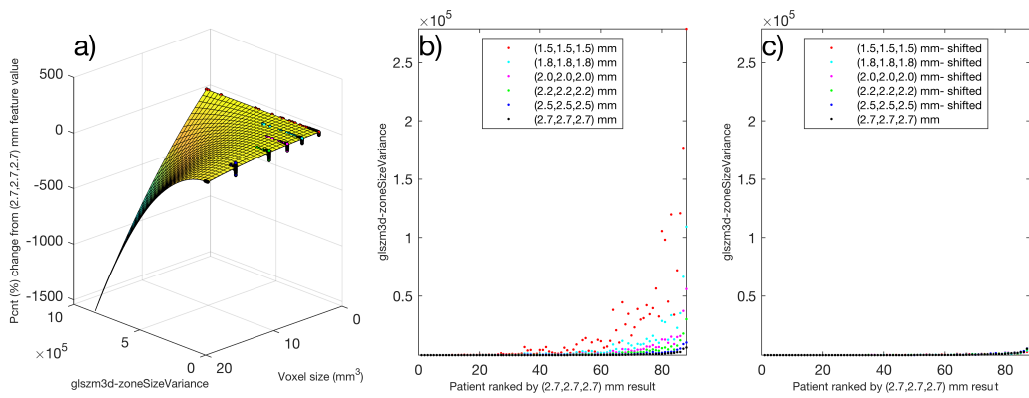 a)
500
0
-500
-1000
-1500
Pcnt (%) change from (2.7,2.7,2.7) mm feature value
10
5
0
×10⁵
glszm3d-zoneSizeVariance
20
10
0
Voxel size (mm³)
b)
×10⁵
2.5
2
1.5
1
0.5
glszm3d-zoneSizeVariance
(1.5,1.5,1.5) mm
(1.8,1.8,1.8) mm
(2.0,2.0,2.0) mm
(2.2,2.2,2.2) mm
(2.5,2.5,2.5) mm
(2.7,2.7,2.7) mm
0 20 40 60 80
Patient ranked by (2.7,2.7,2.7) mm result
c)
×10⁵
2.5
2
1.5
1
0.5
glszm3d-zoneSizeVariance
(1.5,1.5,1.5) mm- shifted
(1.8,1.8,1.8) mm- shifted
(2.0,2.0,2.0) mm- shifted
(2.2,2.2,2.2) mm- shifted
(2.5,2.5,2.5) mm- shifted
(2.7,2.7,2.7) mm
0 20 40 60 80
Patient ranked by (2.7,2.7,2.7) mm result